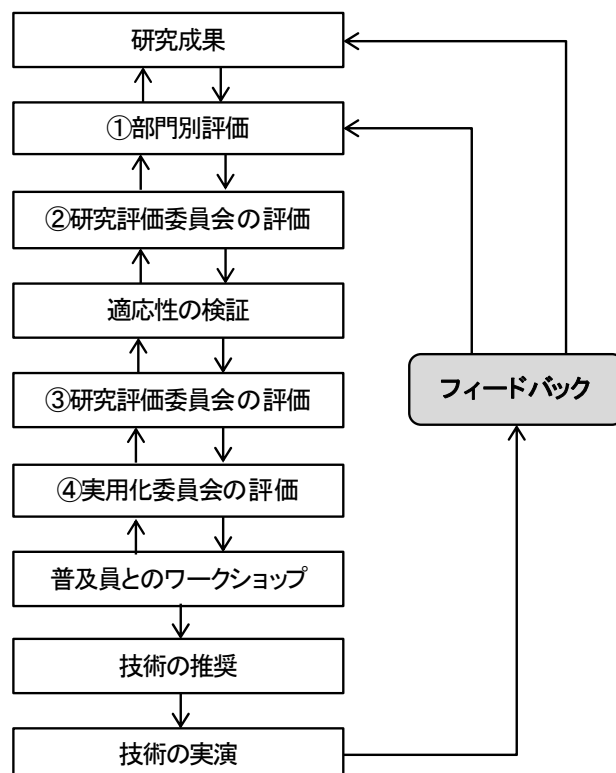 研究成果
①部門別評価
②研究評価委員会の評価
適応性の検証
③研究評価委員会の評価
フィードバック
④実用化委員会の評価
普及員とのワークショップ
技術の推奨
技術の実演